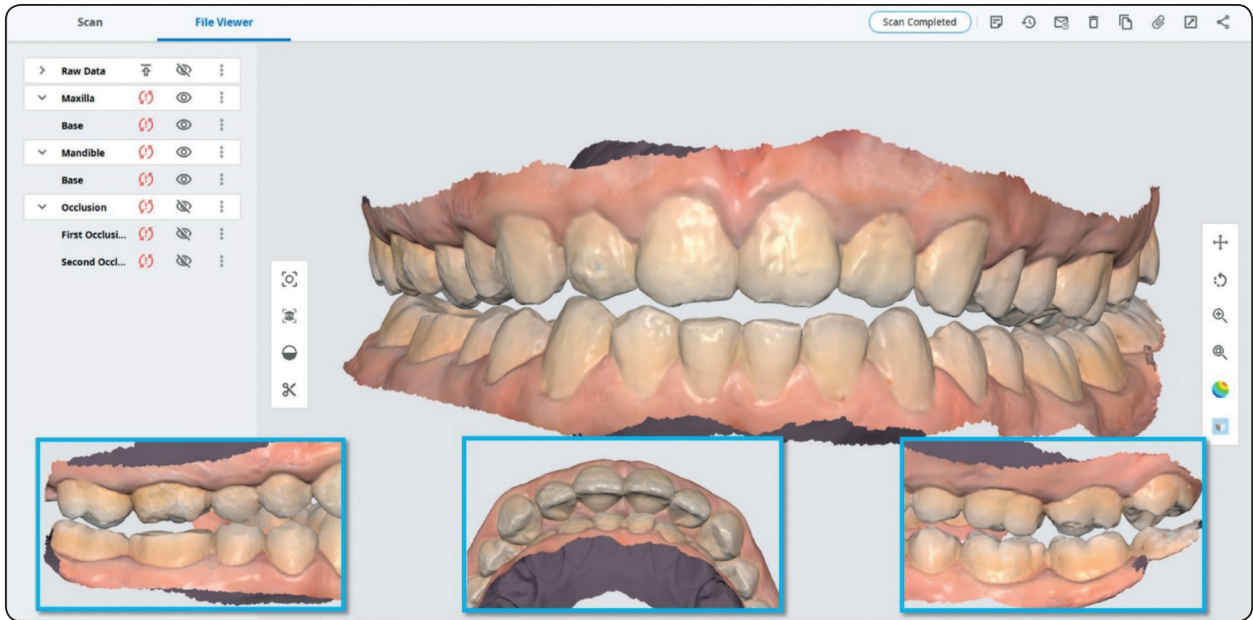 Scan
File Viewer
Scan Completed
Raw Data
Maxilla
Base
Mandible
Base
Occlusion
First Occlusi...
Second Occl...